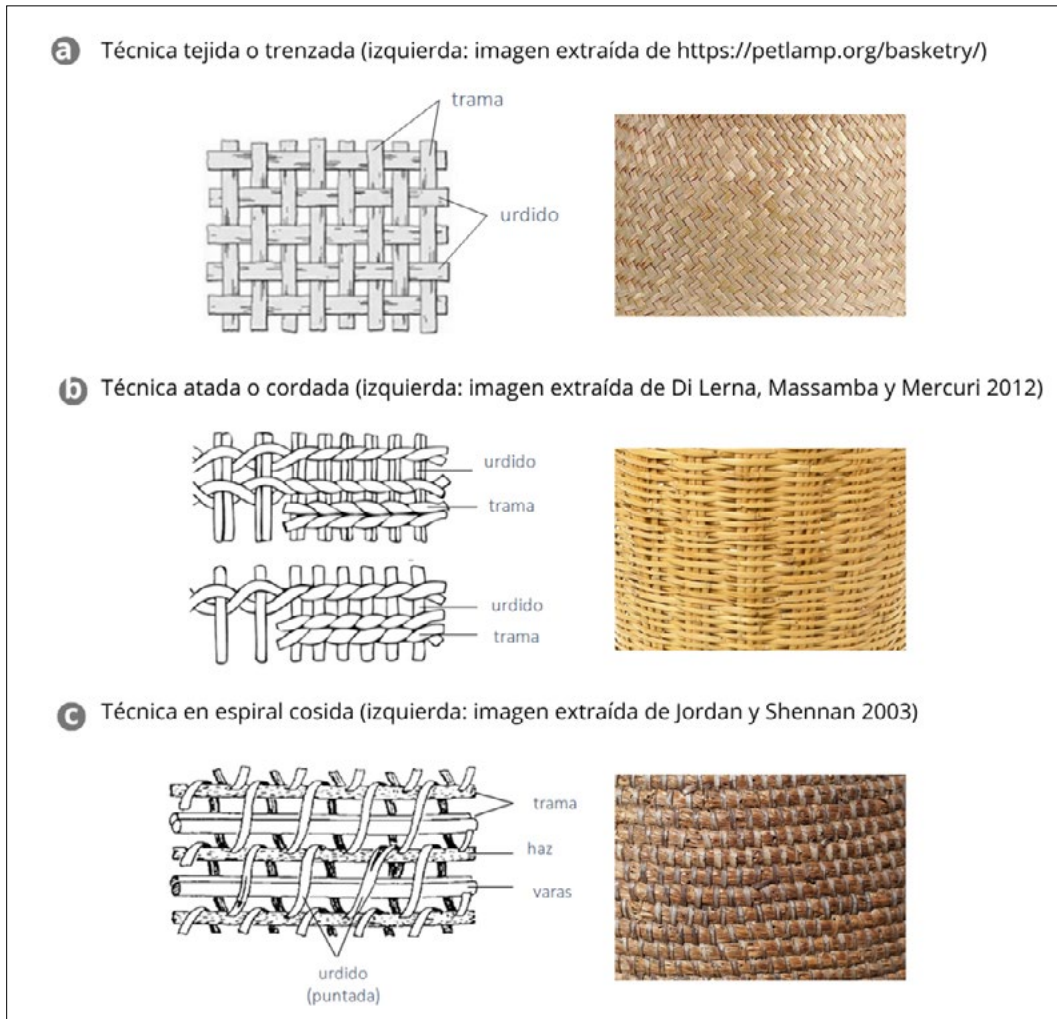 a Técnica tejida o trenzada (izquierda: imagen extraída de https://petlamp.org/basketry/)
trama
urdido
b Técnica atada o cordada (izquierda: imagen extraída de Di Lerna, Massamba y Mercuri 2012)
urdido
trama
urdido
trama
c Técnica en espiral cosida (izquierda: imagen extraída de Jordan y Shennan 2003)
trama
haz
varas
urdido
(puntada)